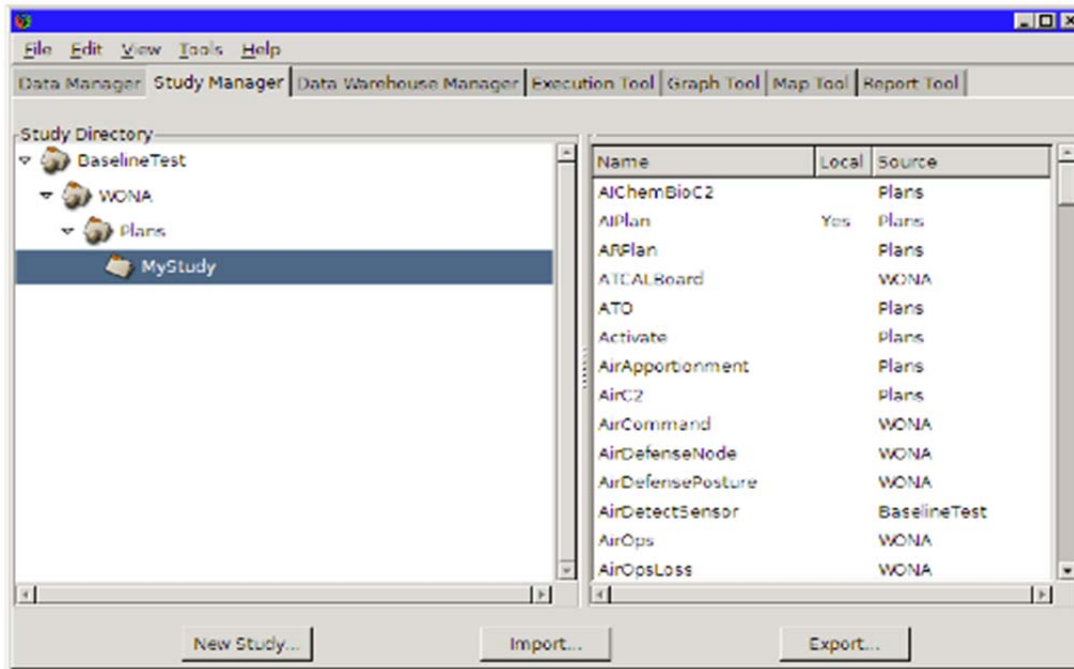 File Edit View Tools Help
Data Manager Study Manager Data Warehouse Manager Execution Tool Graph Tool Map Tool Report Tool
Study Directory
BaselineTest
WONA
Plans
MyStudy
Name Local Source
AIChemBioC2 Plans
AIPlan Yes Plans
ARPlan Plans
ATCALBoard WONA
ATO Plans
Activate Plans
AirApportionment Plans
AirC2 Plans
AirCommand WONA
AirDefenseNode WONA
AirDefensePosture WONA
AirDetectSensor BaselineTest
AirOps WONA
AirOpsLoss WONA
New Study... Import... Export...